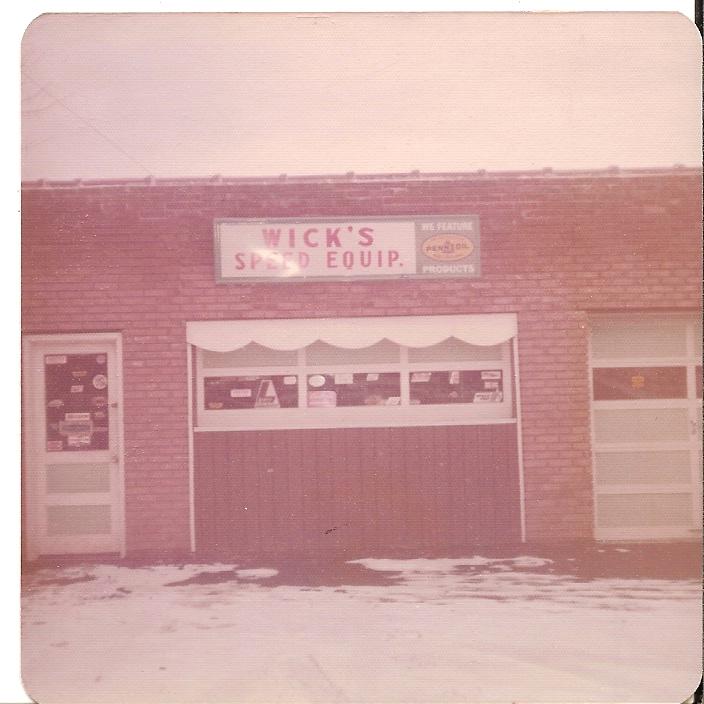 WICK'S
SPEED EQUIP.
WE FEATURE
PENNZOIL
PRODUCTS